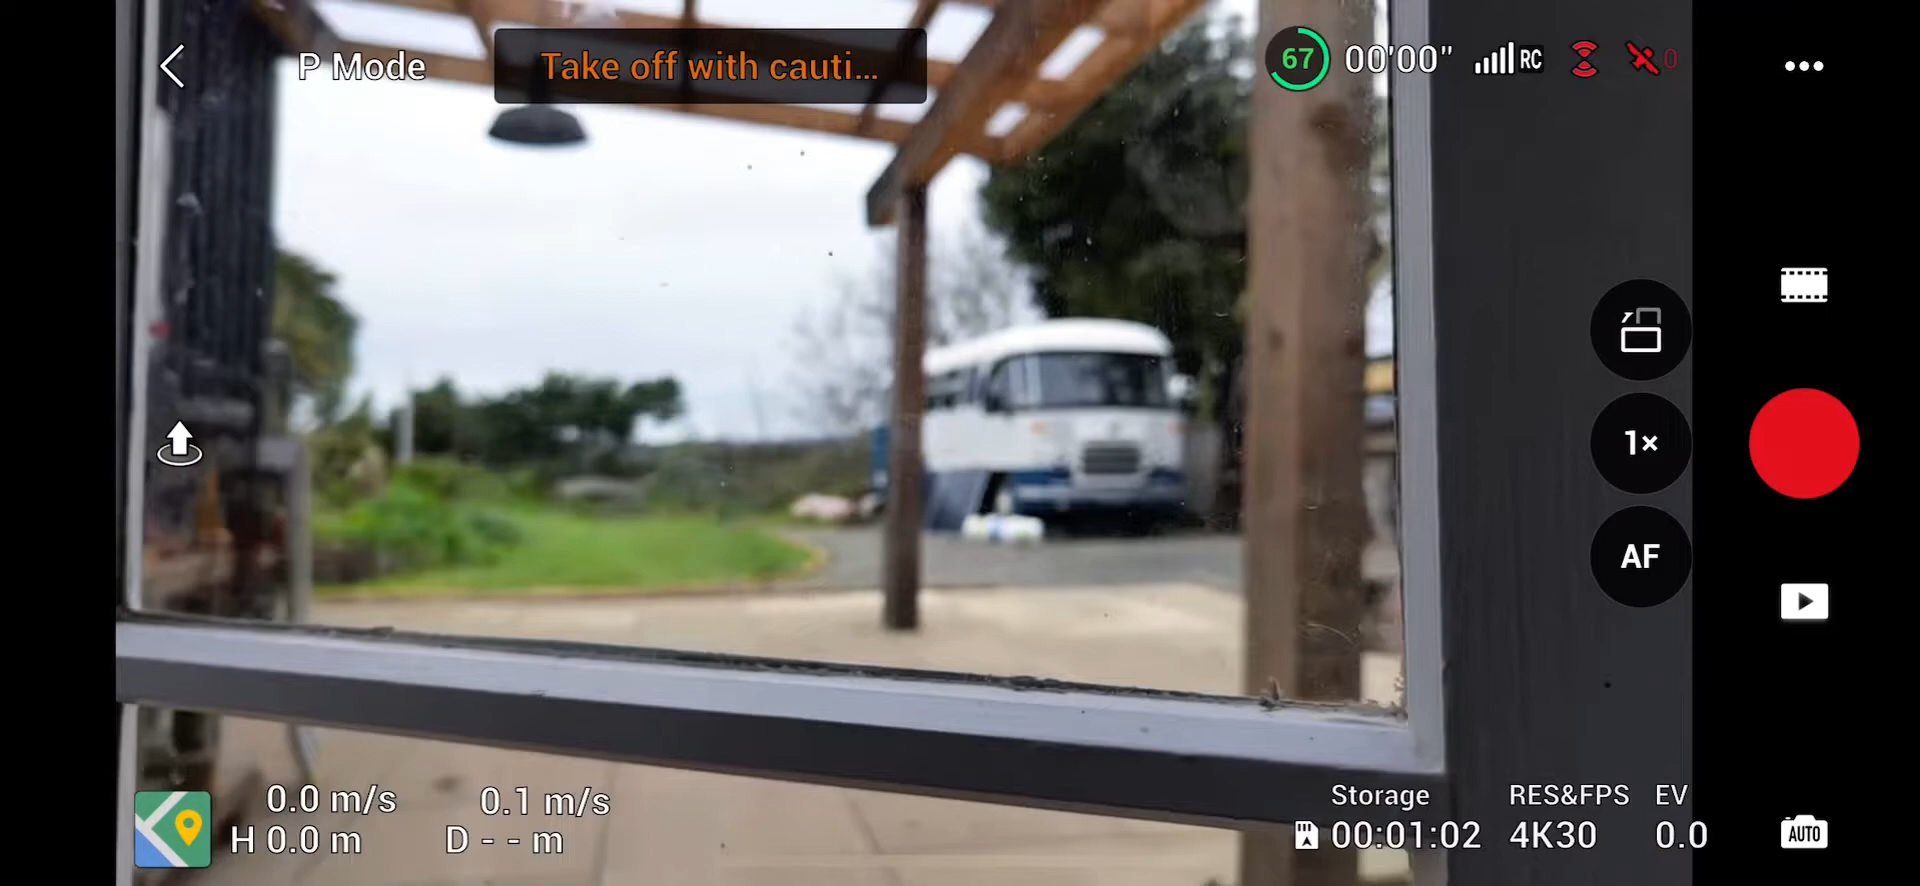 P Mode
Take off with cauti...
67
00'00"
RC
0
1×
AF
0.0 m/s
0.1 m/s
H 0.0 m
D - - m
Storage
00:01:02
RES&FPS
4K30
EV
0.0
AUTO